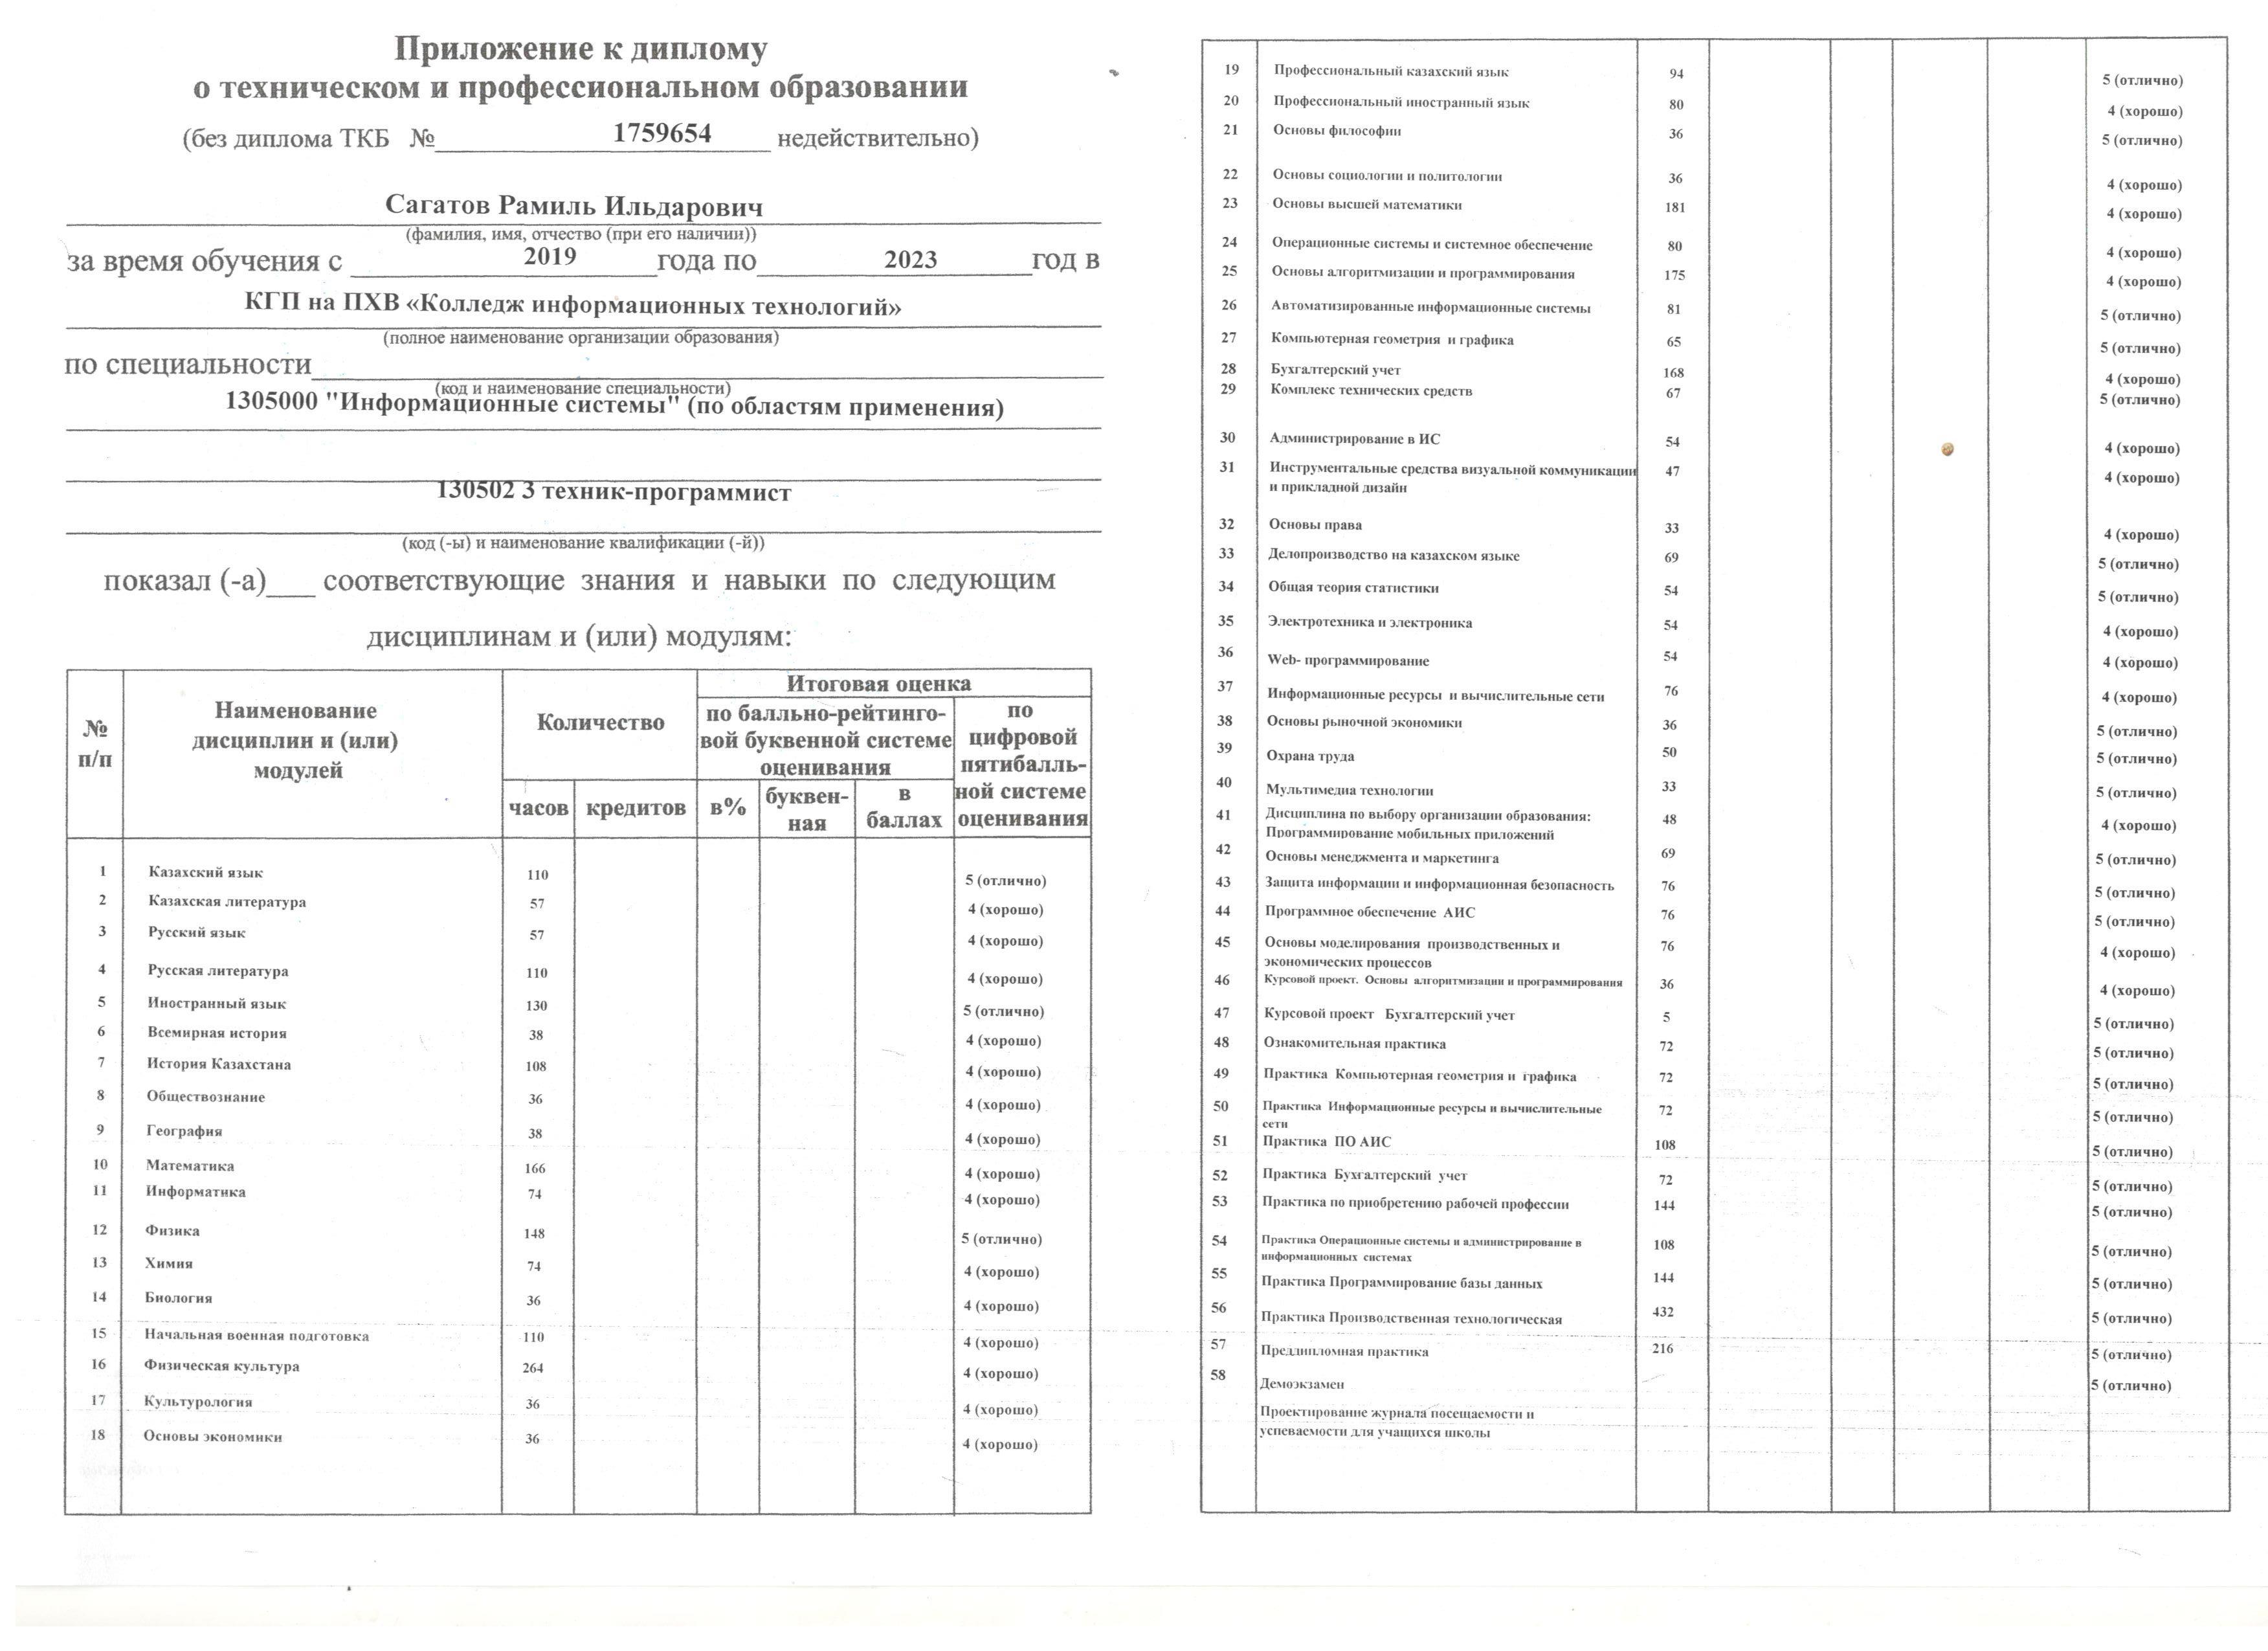 Приложение к диплому
о техническом и профессиональном образовании
(без диплома ТКБ № 1759654 недействительно)
Сагатов Рамиль Ильдарович
(фамилия, имя, отчество (при его наличии))
за время обучения с 2019 года по 2023 год в
КГП на ПХВ «Колледж информационных технологий»
(полное наименование организации образования)
по специальности
(код и наименование специальности)
1305000 "Информационные системы" (по областям применения)
130502 3 техник-программист
(код (-ы) и наименование квалификации (-й))
показал (-а)___ соответствующие знания и навыки по следующим
дисциплинам и (или) модулям:
№ п/п Наименование дисциплин и (или) модулей Количество Итоговая оценка
по балльно-рейтинго-вой буквенной системе оценивания по цифровой пятибалль-ной системе оценивания
часов кредитов в% буквен-ная в баллах
1 Казахский язык 110 5 (отлично)
2 Казахская литература 57 4 (хорошо)
3 Русский язык 57 4 (хорошо)
4 Русская литература 110 4 (хорошо)
5 Иностранный язык 130 5 (отлично)
6 Всемирная история 38 4 (хорошо)
7 История Казахстана 108 4 (хорошо)
8 Обществознание 36 4 (хорошо)
9 География 38 4 (хорошо)
10 Математика 166 4 (хорошо)
11 Информатика 74 4 (хорошо)
12 Физика 148 5 (отлично)
13 Химия 74 4 (хорошо)
14 Биология 36 4 (хорошо)
15 Начальная военная подготовка 110 4 (хорошо)
16 Физическая культура 264 4 (хорошо)
17 Культурология 36 4 (хорошо)
18 Основы экономики 36 4 (хорошо)
19 Профессиональный казахский язык 94 5 (отлично)
20 Профессиональный иностранный язык 80 4 (хорошо)
21 Основы философии 36 5 (отлично)
22 Основы социологии и политологии 36 4 (хорошо)
23 Основы высшей математики 181 4 (хорошо)
24 Операционные системы и системное обеспечение 80 4 (хорошо)
25 Основы алгоритмизации и программирования 175 4 (хорошо)
26 Автоматизированные информационные системы 81 5 (отлично)
27 Компьютерная геометрия и графика 65 5 (отлично)
28 Бухгалтерский учет 168 4 (хорошо)
29 Комплекс технических средств 67 5 (отлично)
30 Администрирование в ИС 54 4 (хорошо)
31 Инструментальные средства визуальной коммуникации 47 4 (хорошо)
и прикладной дизайн
32 Основы права 33 4 (хорошо)
33 Делопроизводство на казахском языке 69 5 (отлично)
34 Общая теория статистики 54 5 (отлично)
35 Электротехника и электроника 54 4 (хорошо)
36 Web- программирование 54 4 (хорошо)
37 Информационные ресурсы и вычислительные сети 76 4 (хорошо)
38 Основы рыночной экономики 36 5 (отлично)
39 Охрана труда 50 5 (отлично)
40 Мультимедиа технологии 33 5 (отлично)
41 Дисциплина по выбору организации образования: 48 4 (хорошо)
Программирование мобильных приложений
42 Основы менеджмента и маркетинга 69 5 (отлично)
43 Защита информации и информационная безопасность 76 5 (отлично)
44 Программное обеспечение АИС 76 5 (отлично)
45 Основы моделирования производственных и 76 4 (хорошо)
экономических процессов
46 Курсовой проект. Основы алгоритмизации и программирования 36 4 (хорошо)
47 Курсовой проект Бухгалтерский учет 5 5 (отлично)
48 Ознакомительная практика 72 5 (отлично)
49 Практика Компьютерная геометрия и графика 72 5 (отлично)
50 Практика Информационные ресурсы и вычислительные 72 5 (отлично)
сети
51 Практика ПО АИС 108 5 (отлично)
52 Практика Бухгалтерский учет 72 5 (отлично)
53 Практика по приобретению рабочей профессии 144 5 (отлично)
54 Практика Операционные системы и администрирование в 108 5 (отлично)
информационных системах
55 Практика Программирование базы данных 144 5 (отлично)
56 Практика Производственная технологическая 432 5 (отлично)
57 Преддипломная практика 216 5 (отлично)
58 Демоэкзамен 5 (отлично)
Проектирование журнала посещаемости и
успеваемости для учащихся школы